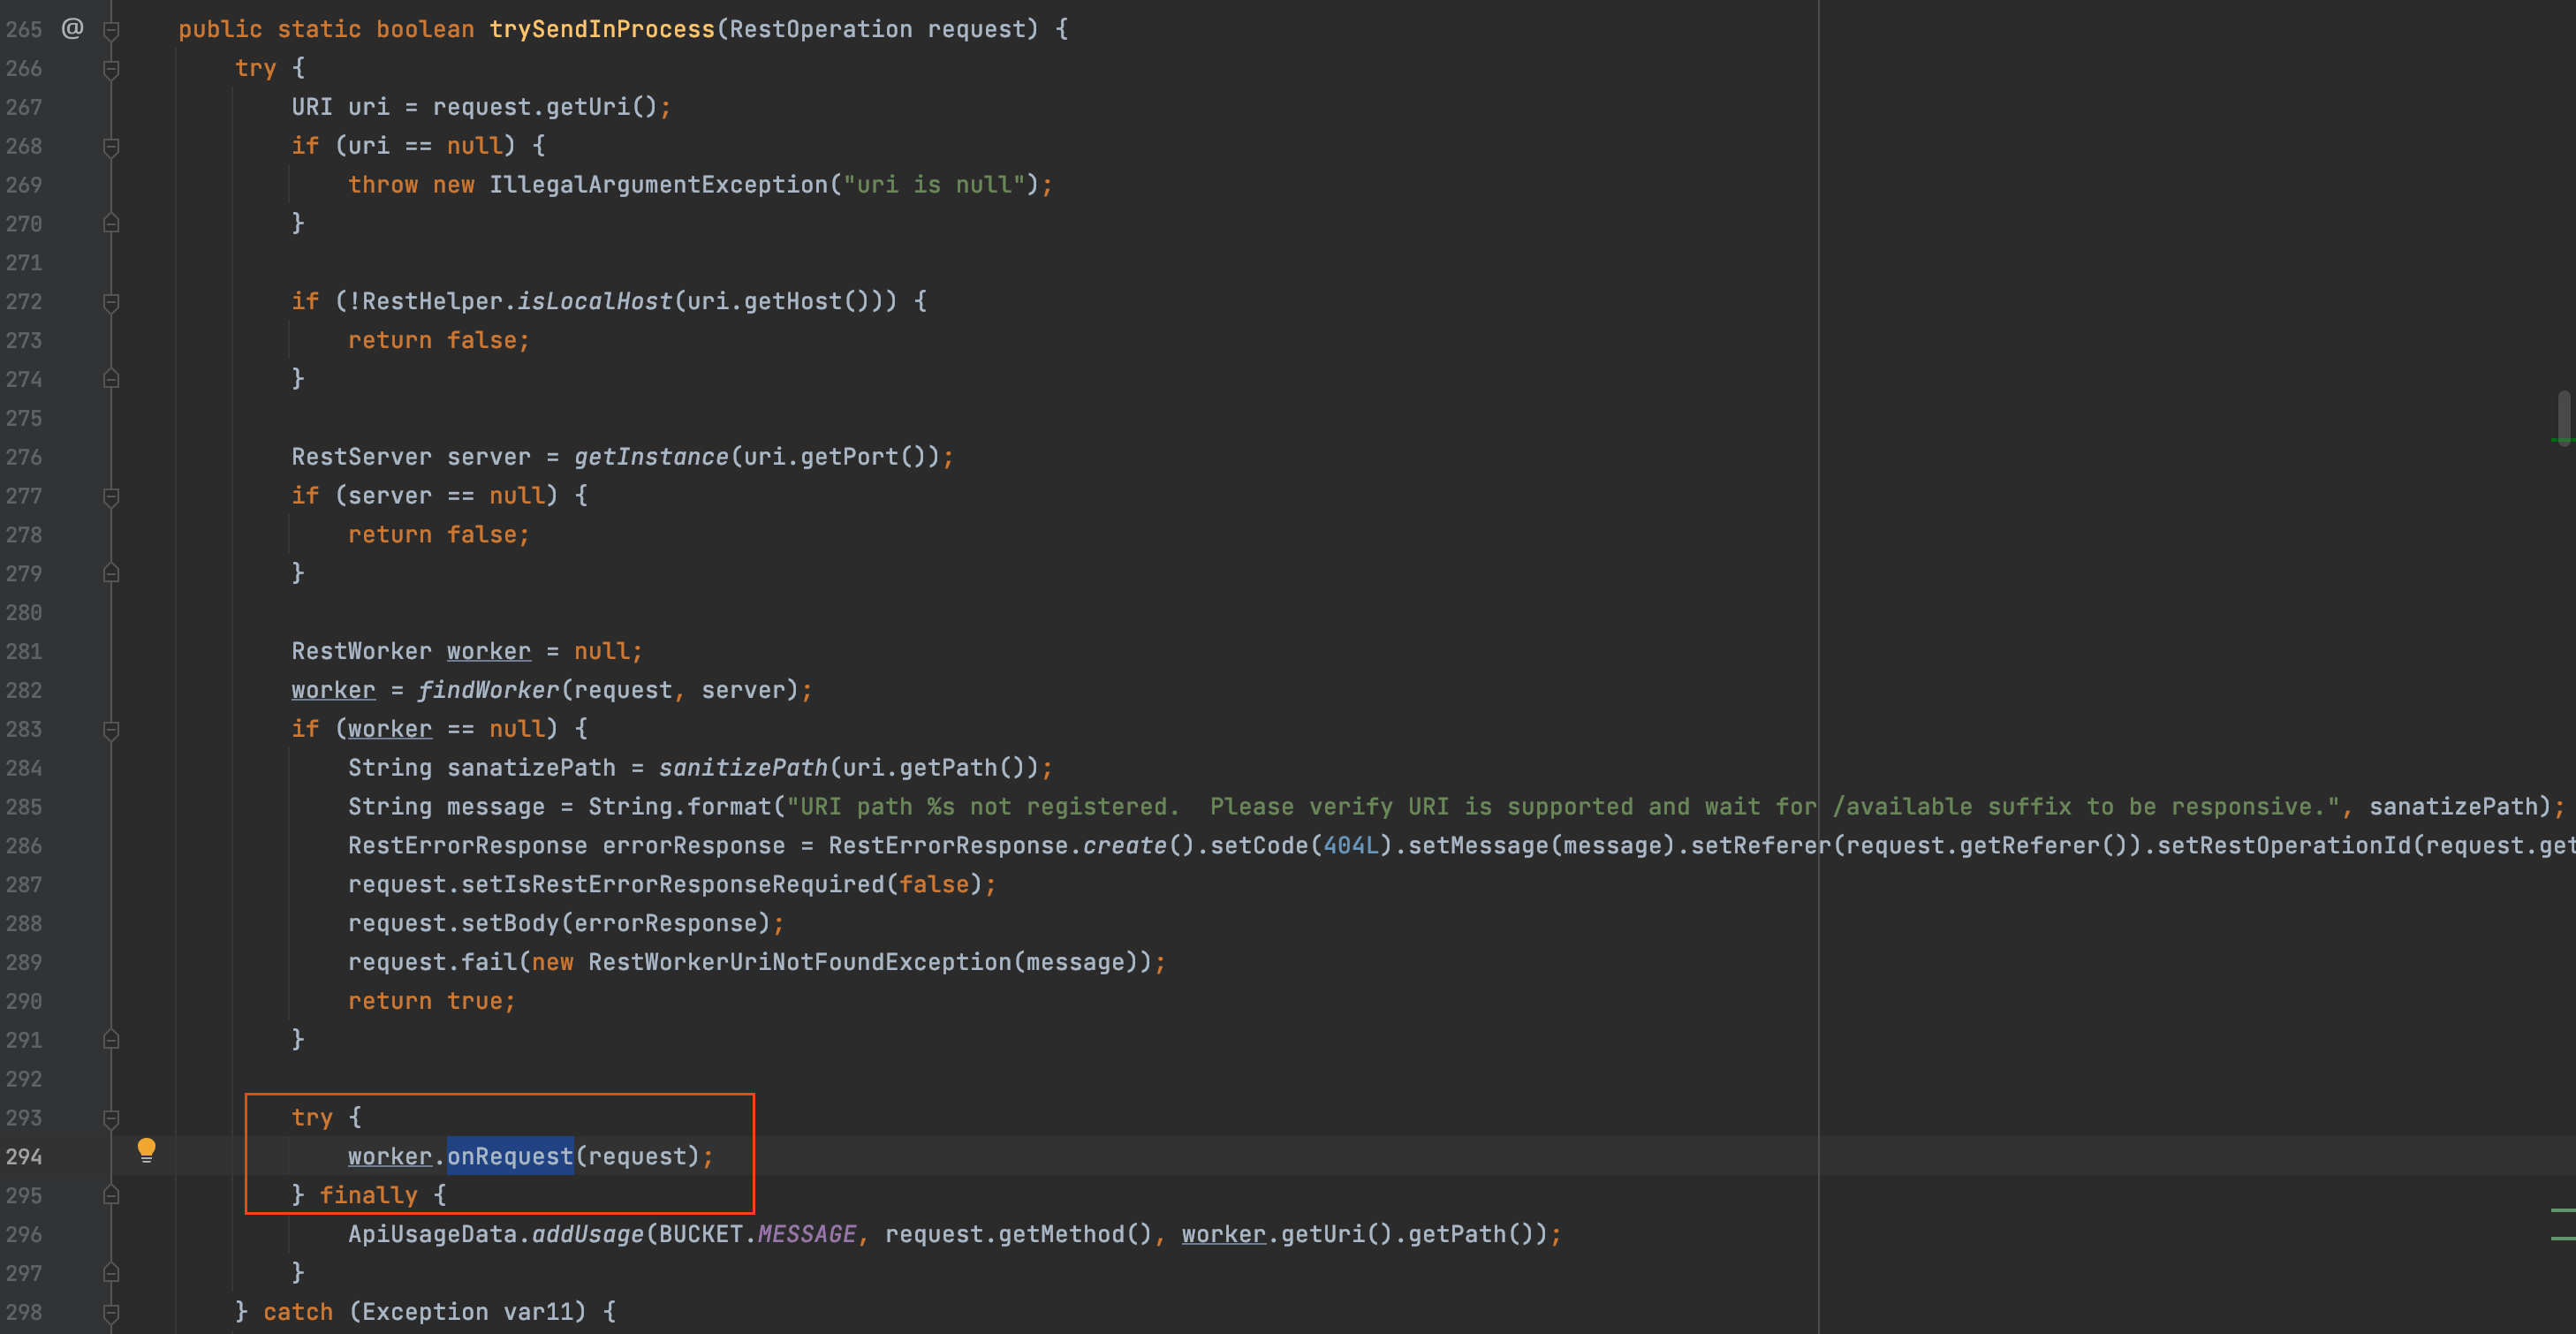 265 @ public static boolean trySendInProcess(RestOperation request) {
266 try {
267 URI uri = request.getUri();
268 if (uri == null) {
269 throw new IllegalArgumentException("uri is null");
270 }
271
272 if (!RestHelper.isLocalHost(uri.getHost())) {
273 return false;
274 }
275
276 RestServer server = getInstance(uri.getPort());
277 if (server == null) {
278 return false;
279 }
280
281 RestWorker worker = null;
282 worker = findWorker(request, server);
283 if (worker == null) {
284 String sanatizePath = sanitizePath(uri.getPath());
285 String message = String.format("URI path %s not registered.  Please verify URI is supported and wait for /available suffix to be responsive.", sanatizePath);
286 RestErrorResponse errorResponse = RestErrorResponse.create().setCode(404L).setMessage(message).setReferer(request.getReferer()).setRestOperationId(request.get
287 request.setIsRestErrorResponseRequired(false);
288 request.setBody(errorResponse);
289 request.fail(new RestWorkerUriNotFoundException(message));
290 return true;
291 }
292
293 try {
294 worker.onRequest(request);
295 } finally {
296 ApiUsageData.addUsage(BUCKET.MESSAGE, request.getMethod(), worker.getUri().getPath());
297 }
298 } catch (Exception var11) {